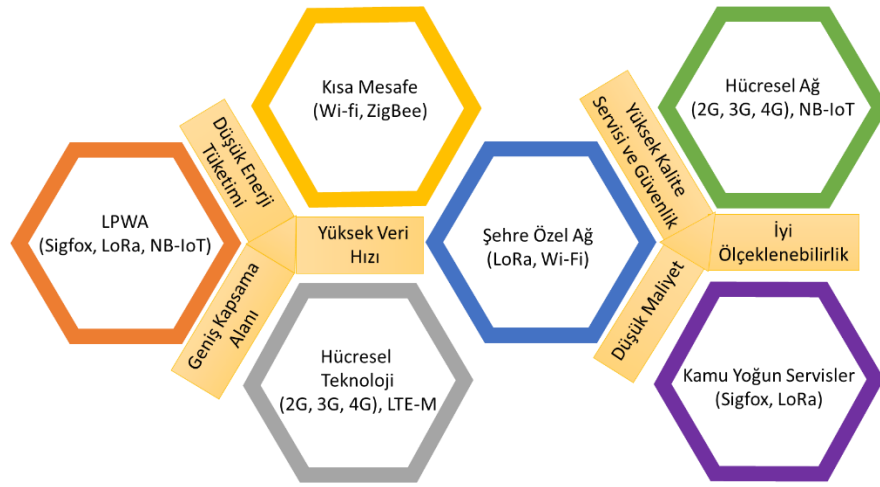 Kısa Mesafe
(Wi-fi, ZigBee)
Hücresel Ağ
(2G, 3G, 4G), NB-IoT
Düşük Enerji
Tüketimi
Yüksek Kalite
Servisi ve Güvenlik
LPWA
(Sigfox, LoRa, NB-IoT)
Yüksek Veri
Hızı
Şehre Özel Ağ
(LoRa, Wi-Fi)
İyi
Ölçeklenebilirlik
Geniş Kapsama
Alanı
Düşük Maliyet
Hücresel
Teknoloji
(2G, 3G, 4G), LTE-M
Kamu Yoğun Servisler
(Sigfox, LoRa)